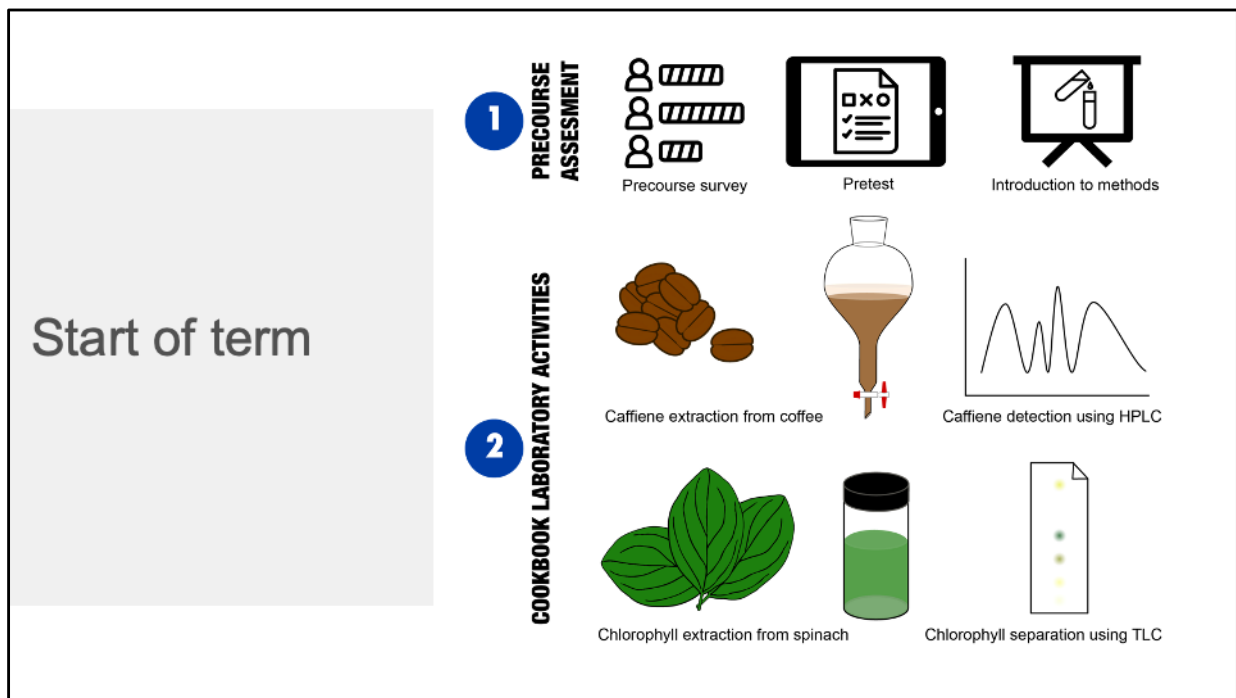 Start of term
1
PRECOURSE
ASSESMENT
Precourse survey
Pretest
Introduction to methods
2
COOKBOOK LABORATORY ACTIVITIES
Caffiene extraction from coffee
Caffiene detection using HPLC
Chlorophyll extraction from spinach
Chlorophyll separation using TLC